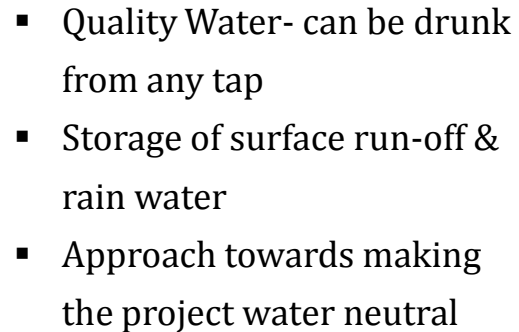 ▪ Quality Water- can be drunk
from any tap
▪ Storage of surface run-off &
rain water
▪ Approach towards making
the project water neutral